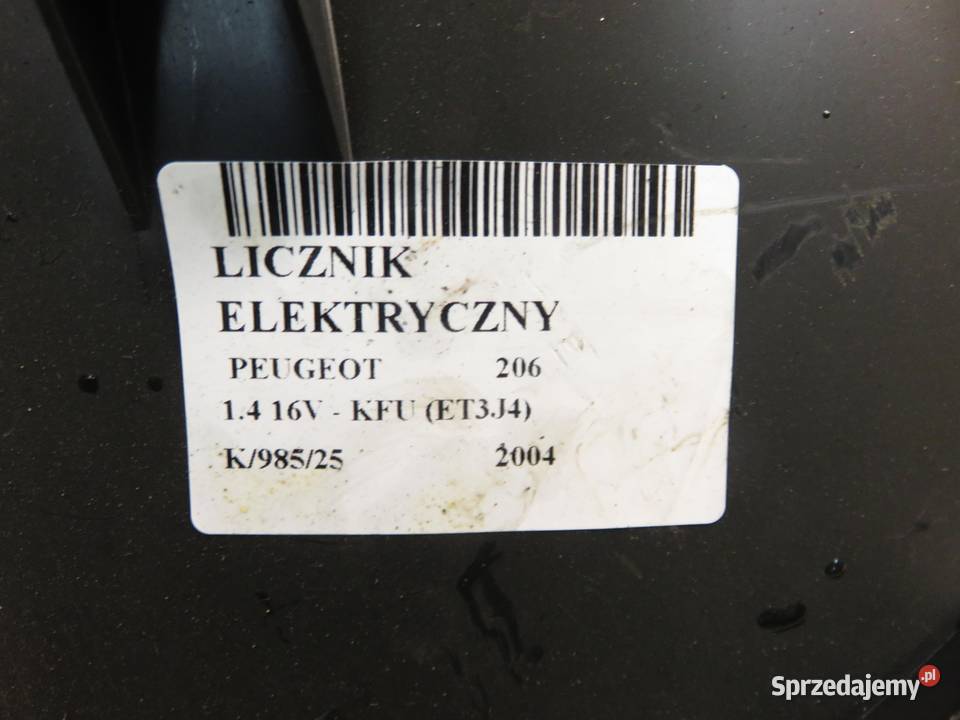 LICZNIK
ELEKTRYCZNY
PEUGEOT 206
1.4 16V - KFU (ET3J4)
K/985/25 2004
Sprzedajemy.pl